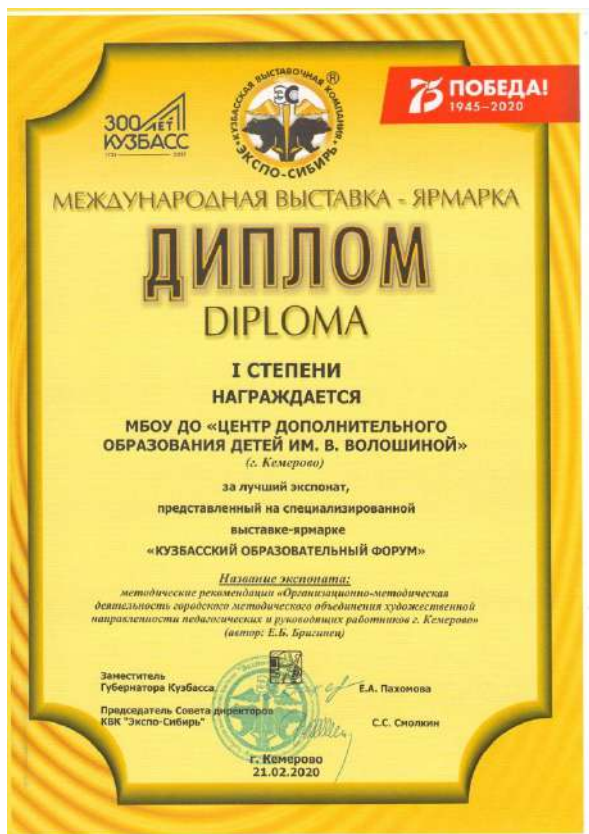 300 ЛЕТ
КУЗБАСС
КУЗБАССКАЯ ВЫСТАВОЧНАЯ КОМПАНИЯ
®
ЭС
ЭКСПО-СИБИРЬ
75 ПОБЕДА!
1945–2020
МЕЖДУНАРОДНАЯ ВЫСТАВКА - ЯРМАРКА
ДИПЛОМ
DIPLOMA
I СТЕПЕНИ
НАГРАЖДАЕТСЯ
МБОУ ДО «ЦЕНТР ДОПОЛНИТЕЛЬНОГО
ОБРАЗОВАНИЯ ДЕТЕЙ ИМ. В. ВОЛОШИНОЙ»
(г. Кемерово)
за лучший экспонат,
представленный на специализированной
выставке-ярмарке
«КУЗБАССКИЙ ОБРАЗОВАТЕЛЬНЫЙ ФОРУМ»
Название экспоната:
методические рекомендации «Организационно-методическая
деятельность городского методического объединения художественной
направленности педагогических и руководящих работников г. Кемерово»
(автор: Е.Б. Брагинец)
Заместитель
Губернатора Кузбасса
Е.А. Пахомова
Председатель Совета директоров
КВК "Экспо-Сибирь"
С.С. Смолкин
г. Кемерово
21.02.2020